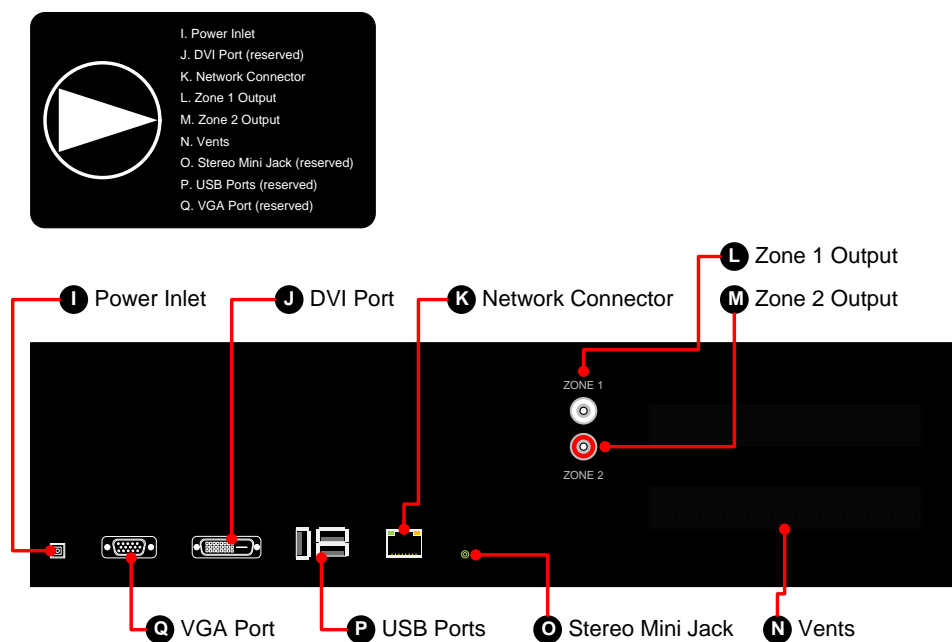 I. Power Inlet
J. DVI Port (reserved)
K. Network Connector
L. Zone 1 Output
M. Zone 2 Output
N. Vents
O. Stereo Mini Jack (reserved)
P. USB Ports (reserved)
Q. VGA Port (reserved)
L Zone 1 Output
I Power Inlet
J DVI Port
K Network Connector
M Zone 2 Output
ZONE 1
ZONE 2
Q VGA Port
P USB Ports
O Stereo Mini Jack
N Vents